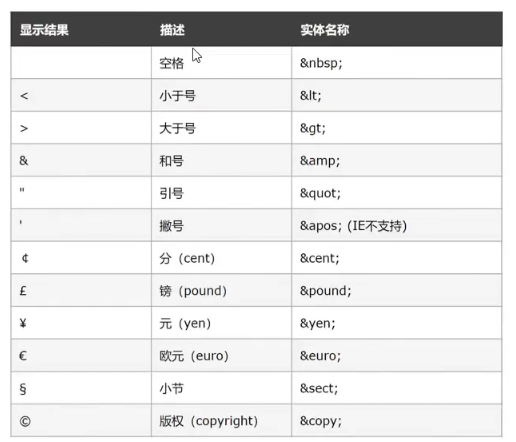 显示结果 描述 实体名称
空格 &nbsp;
< 小于号 &lt;
> 大于号 &gt;
& 和号 &amp;
" 引号 &quot;
' 撇号 &apos; (IE不支持)
¢ 分（cent） &cent;
£ 镑（pound） &pound;
¥ 元（yen） &yen;
€ 欧元（euro） &euro;
§ 小节 &sect;
© 版权（copyright） &copy;